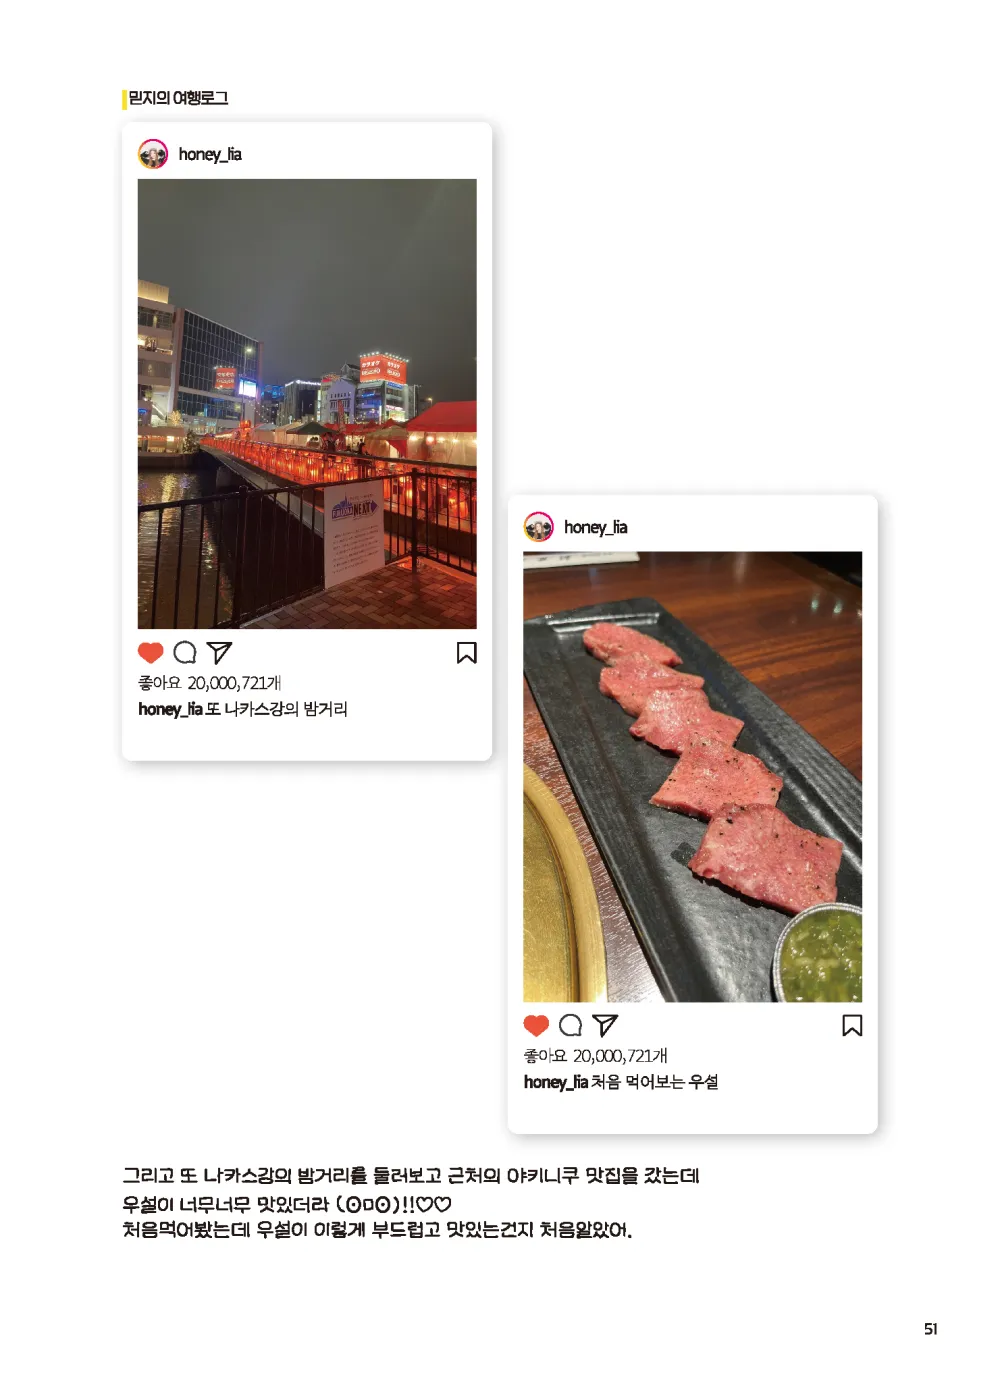 믿지의 여행로그
honey_lia
NEXT
좋아요 20,000,721개
honey_lia 또 나카스강의 밤거리
honey_lia
좋아요 20,000,721개
honey_lia 처음 먹어보는 우설
그리고 또 나카스강의 밤거리를 둘러보고 근처의 야키니쿠 맛집을 갔는데
우설이 너무너무 맛있더라 (ʘㅁʘ)!!♡♡
처음먹어봤는데 우설이 이렇게 부드럽고 맛있는건지 처음알았어.
51